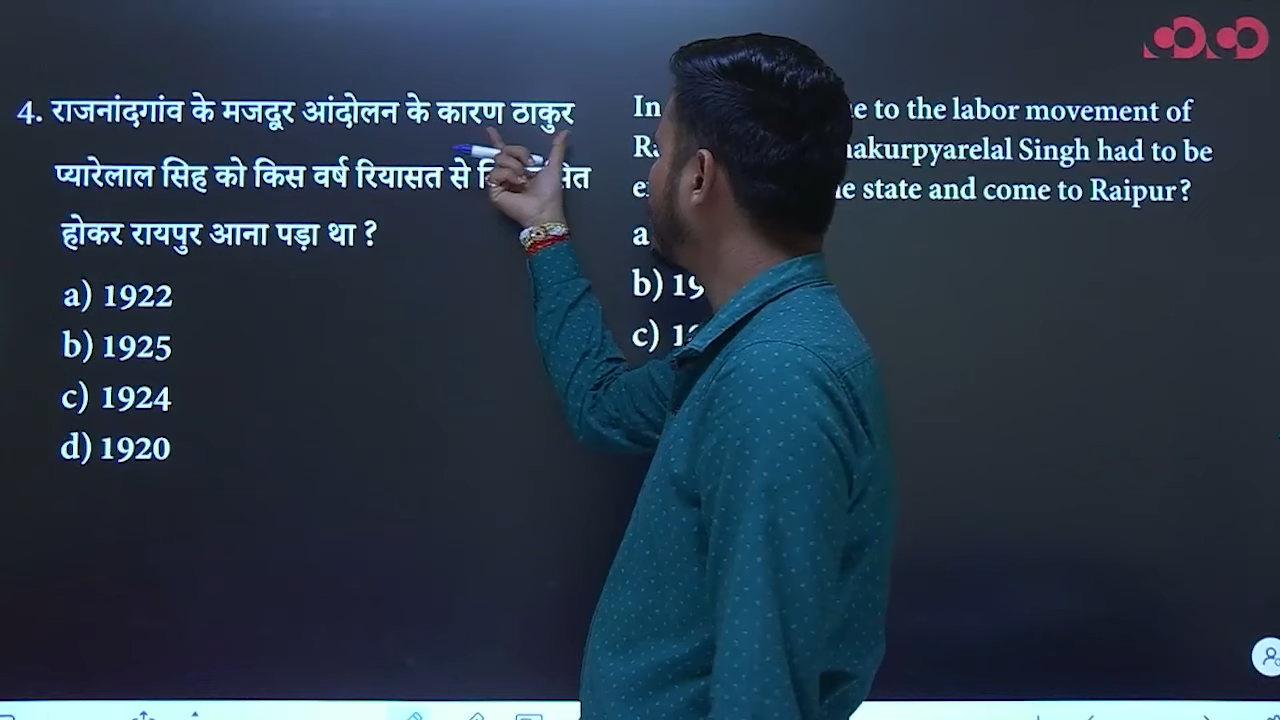 4. राजनांदगांव के मजदूर आंदोलन के कारण ठाकुर
प्यारेलाल सिह को किस वर्ष रियासत से
होकर रायपुर आना पड़ा था ?
a) 1922
b) 1925
c) 1924
d) 1920
In to the labor movement of
Singh had to be
state and come to Raipur?
a
b)
c)